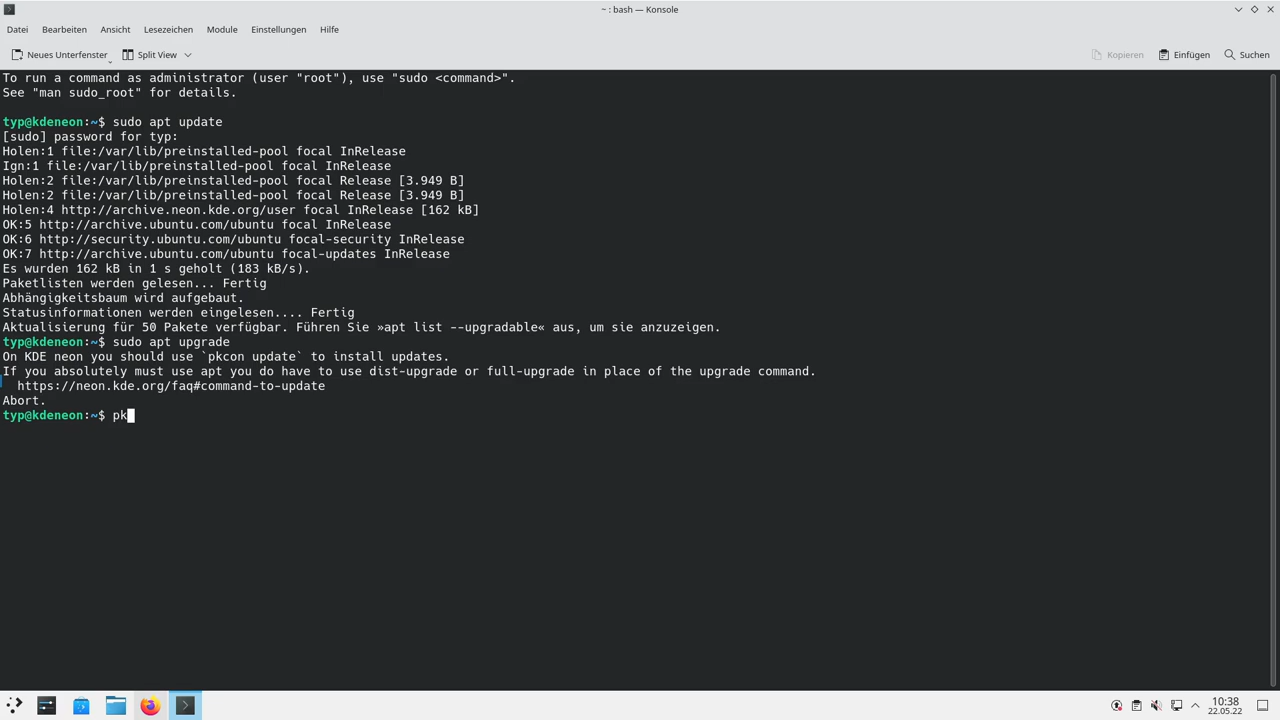 ~ : bash — Konsole
Datei Bearbeiten Ansicht Lesezeichen Module Einstellungen Hilfe
Neues Unterfenster Split View Kopieren Einfügen Suchen
To run a command as administrator (user "root"), use "sudo <command>".
See "man sudo_root" for details.
typ@kdeneon:~$ sudo apt update
[sudo] password for typ:
Holen:1 file:/var/lib/preinstalled-pool focal InRelease
Ign:1 file:/var/lib/preinstalled-pool focal InRelease
Holen:2 file:/var/lib/preinstalled-pool focal Release [3.949 B]
Holen:2 file:/var/lib/preinstalled-pool focal Release [3.949 B]
Holen:4 http://archive.neon.kde.org/user focal InRelease [162 kB]
OK:5 http://archive.ubuntu.com/ubuntu focal InRelease
OK:6 http://security.ubuntu.com/ubuntu focal-security InRelease
OK:7 http://archive.ubuntu.com/ubuntu focal-updates InRelease
Es wurden 162 kB in 1 s geholt (183 kB/s).
Paketlisten werden gelesen... Fertig
Abhängigkeitsbaum wird aufgebaut.
Statusinformationen werden eingelesen.... Fertig
Aktualisierung für 50 Pakete verfügbar. Führen Sie »apt list --upgradable« aus, um sie anzuzeigen.
typ@kdeneon:~$ sudo apt upgrade
On KDE neon you should use `pkcon update` to install updates.
If you absolutely must use apt you do have to use dist-upgrade or full-upgrade in place of the upgrade command.
https://neon.kde.org/faq#command-to-update
Abort.
typ@kdeneon:~$ pk
10:38
22.05.22